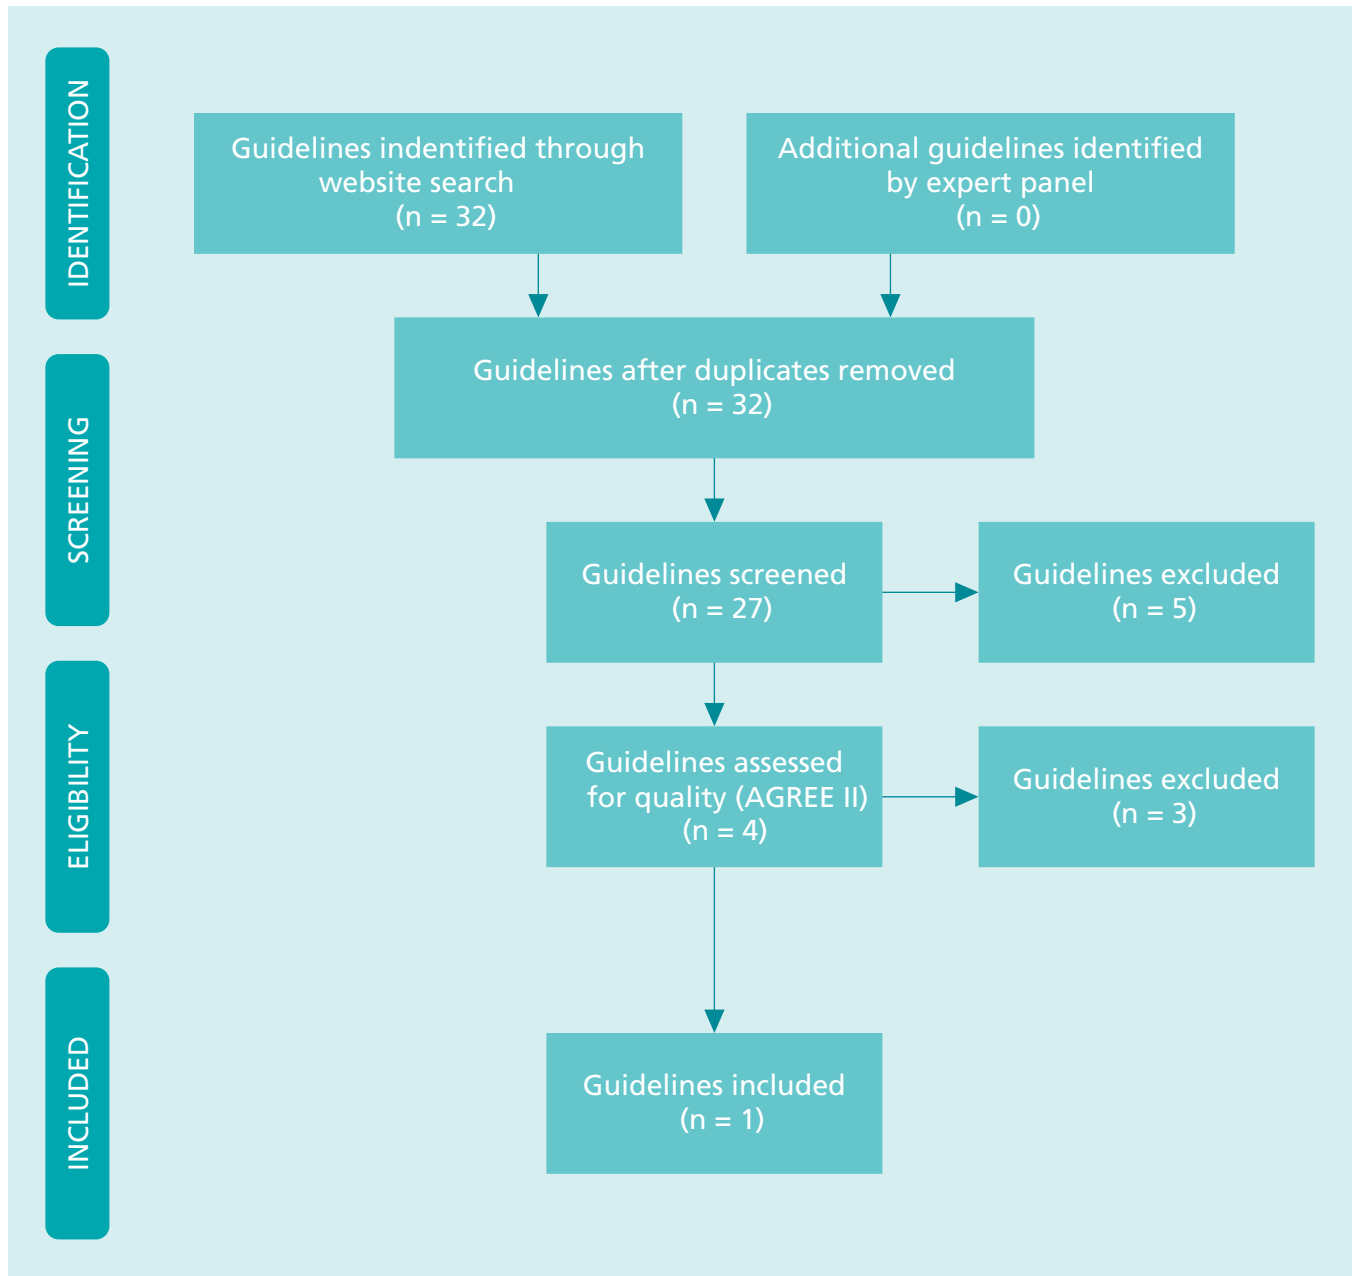 IDENTIFICATION
Guidelines indentified through
website search
(n = 32)
Additional guidelines identified
by expert panel
(n = 0)
SCREENING
Guidelines after duplicates removed
(n = 32)
Guidelines screened
(n = 27)
Guidelines excluded
(n = 5)
ELIGIBILITY
Guidelines assessed
for quality (AGREE II)
(n = 4)
Guidelines excluded
(n = 3)
INCLUDED
Guidelines included
(n = 1)